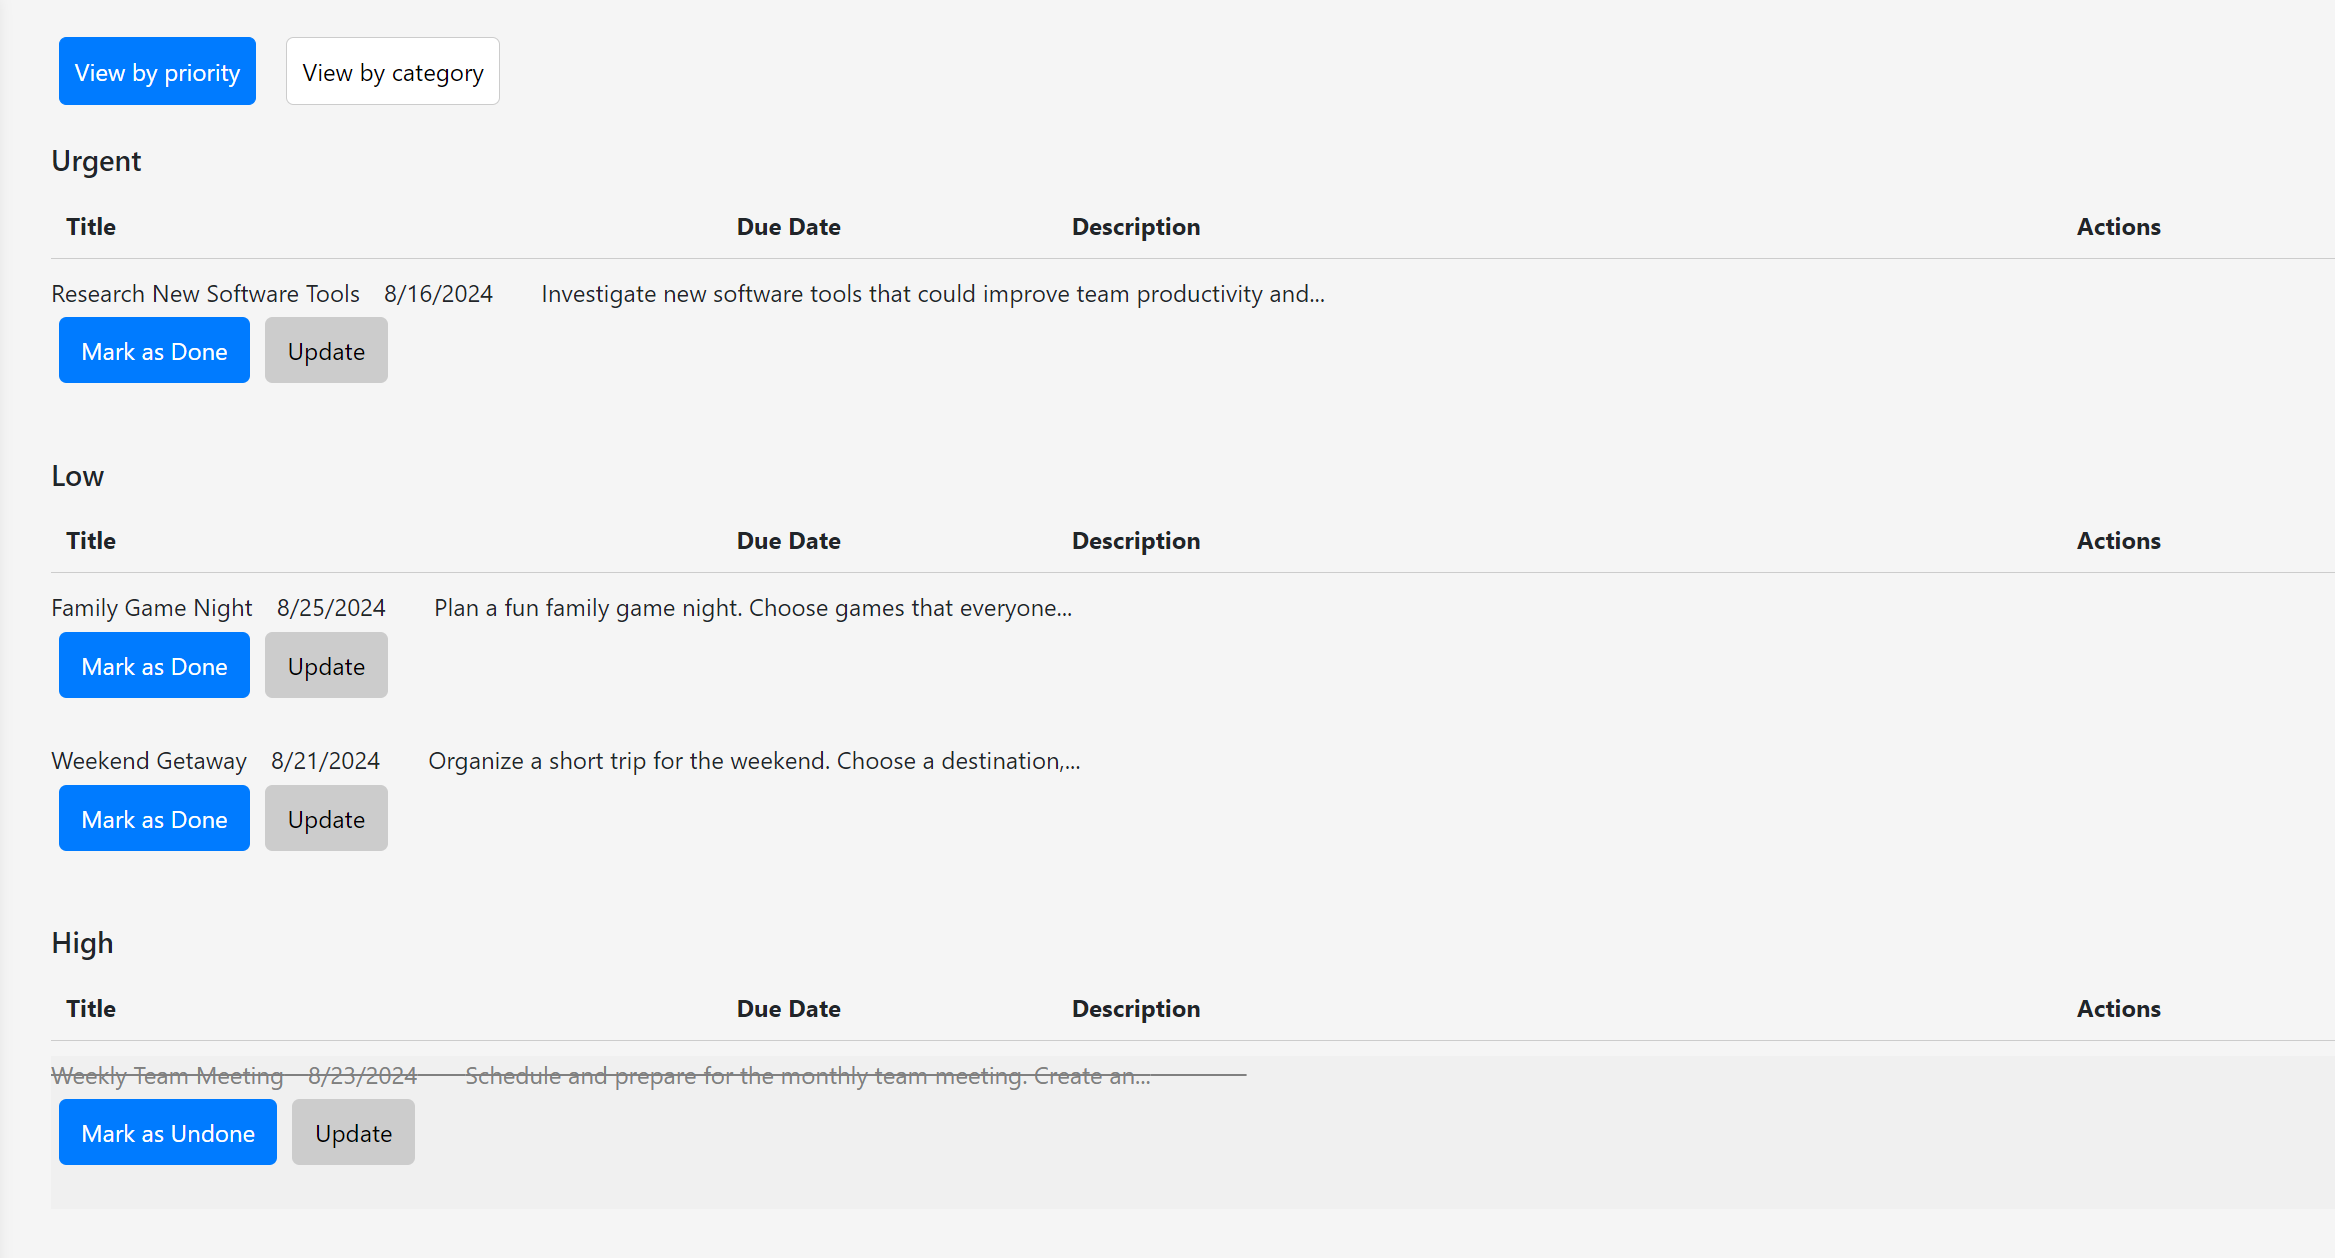 View by priority View by category
Urgent
Title Due Date Description Actions
Research New Software Tools 8/16/2024 Investigate new software tools that could improve team productivity and...
Mark as Done Update
Low
Title Due Date Description Actions
Family Game Night 8/25/2024 Plan a fun family game night. Choose games that everyone...
Mark as Done Update
Weekend Getaway 8/21/2024 Organize a short trip for the weekend. Choose a destination,...
Mark as Done Update
High
Title Due Date Description Actions
Weekly Team Meeting 8/23/2024 Schedule and prepare for the monthly team meeting. Create an...
Mark as Undone Update